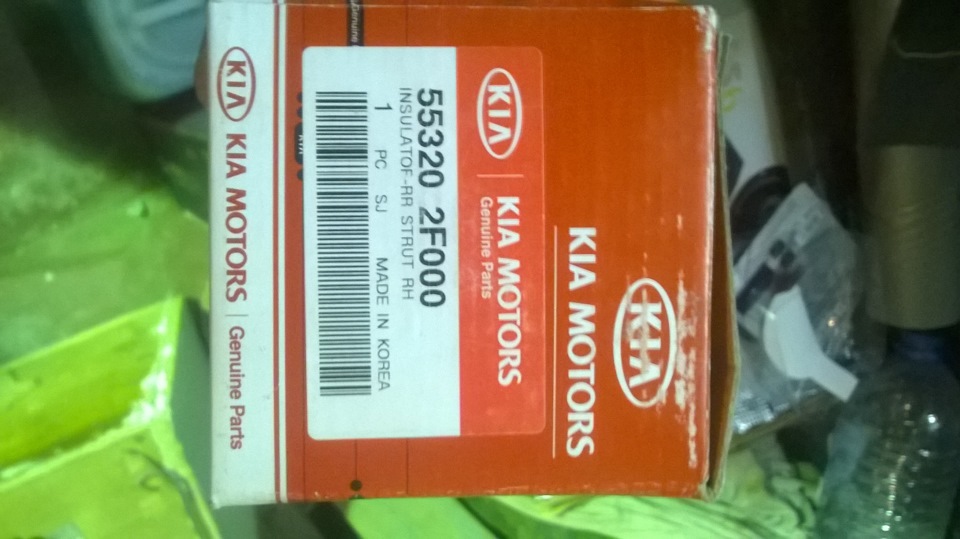 KIA
KIA MOTORS
KIA KIA MOTORS
Genuine Parts
55320 2F000
INSULATOF-RR STRUT RH
1 PC SJ MADE IN KOREA
KIA KIA MOTORS | Genuine Parts
Genuine